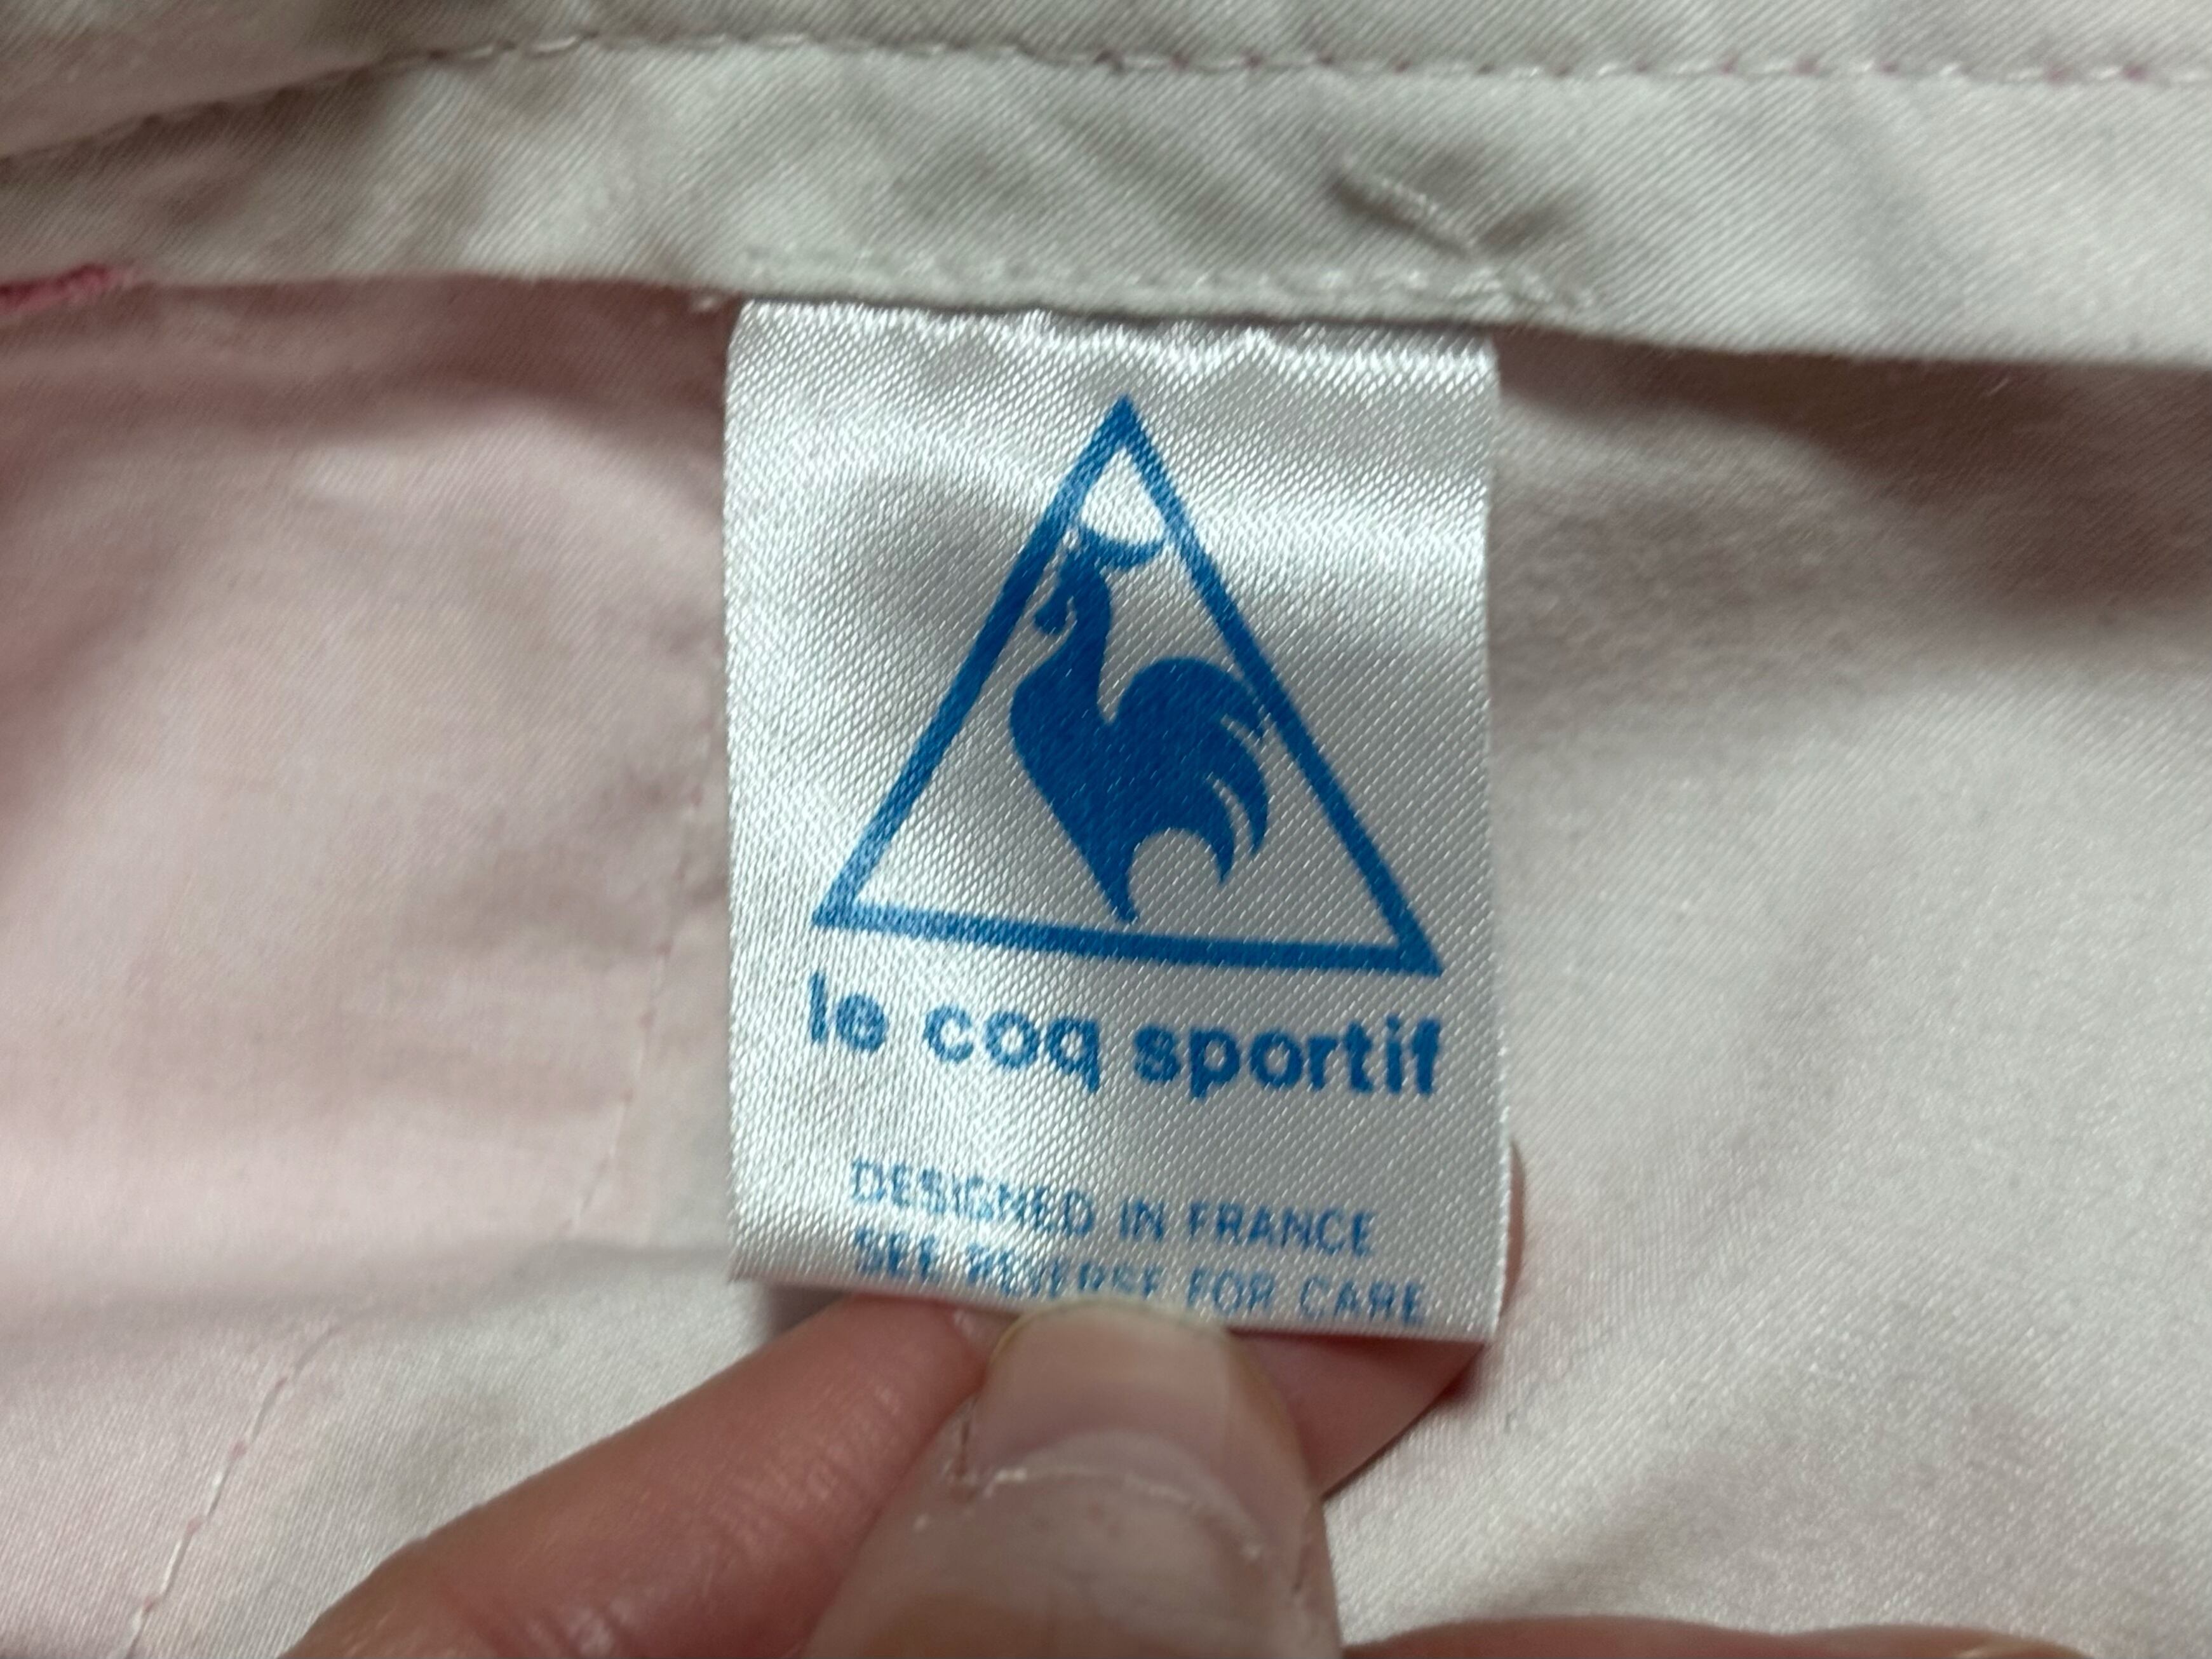 le coq sportif
DESIGNED IN FRANCE
SEE REVERSE FOR CARE